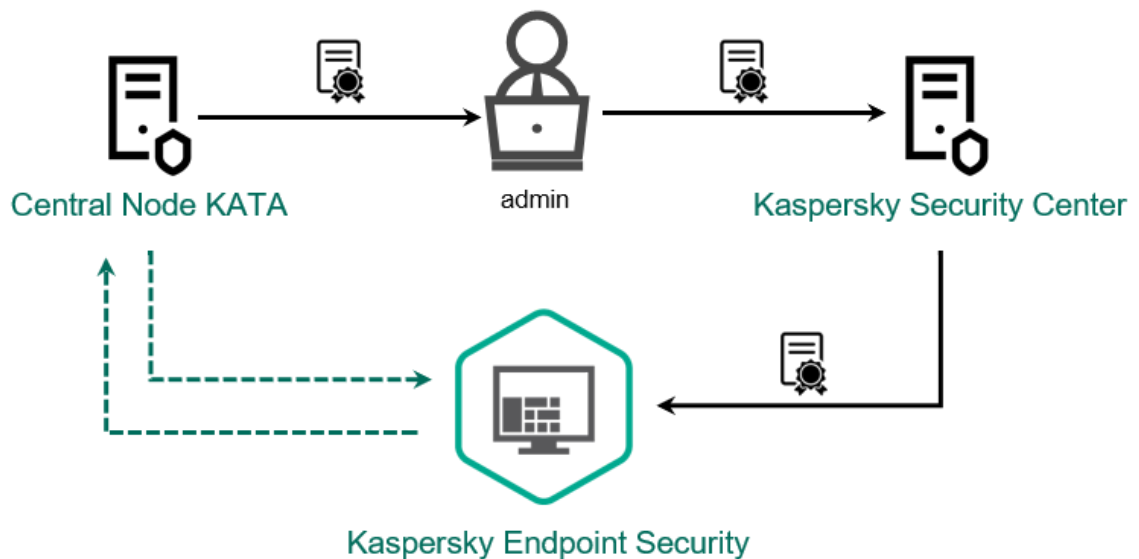 Central Node KATA
admin
Kaspersky Security Center
Kaspersky Endpoint Security